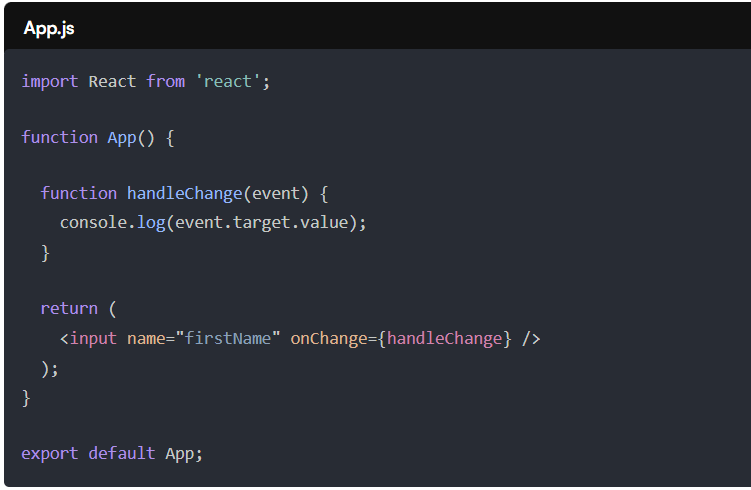 App.js
import React from 'react';
function App() {
function handleChange(event) {
console.log(event.target.value);
}
return (
<input name="firstName" onChange={handleChange} />
);
}
export default App;